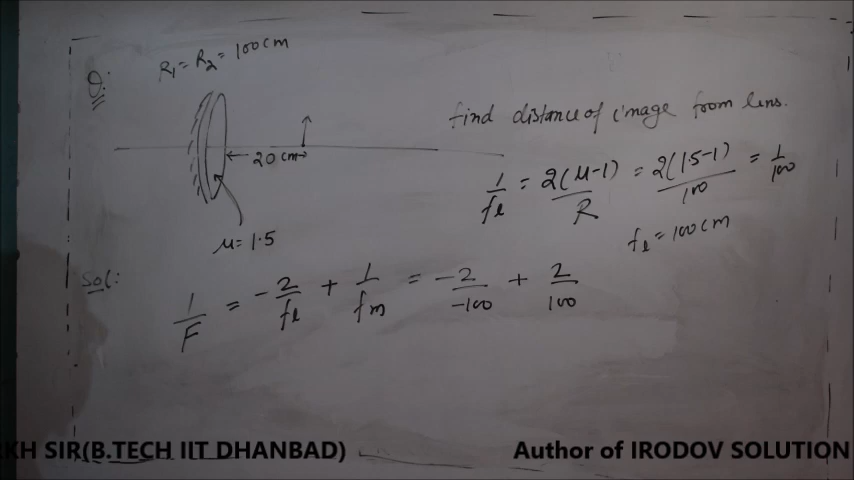 Q:
R₁ = R₂ = 100 cm
20 cm
μ = 1.5
find distance of image from lens.
1/fℓ = 2(μ-1)/R = 2(1.5-1)/100 = 1/100
fℓ = 100 cm
Sol:
1/F = -2/fℓ + 1/fm = -2/-100 + 2/100
KH SIR(B.TECH IIT DHANBAD)
Author of IRODOV SOLUTION